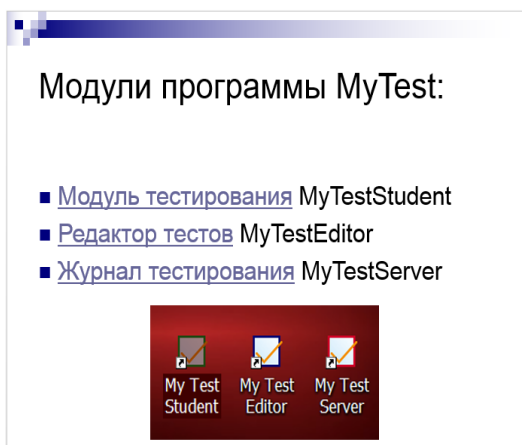 Модули программы MyTest:
Модуль тестирования MyTestStudent
Редактор тестов MyTestEditor
Журнал тестирования MyTestServer
My Test Student
My Test Editor
My Test Server